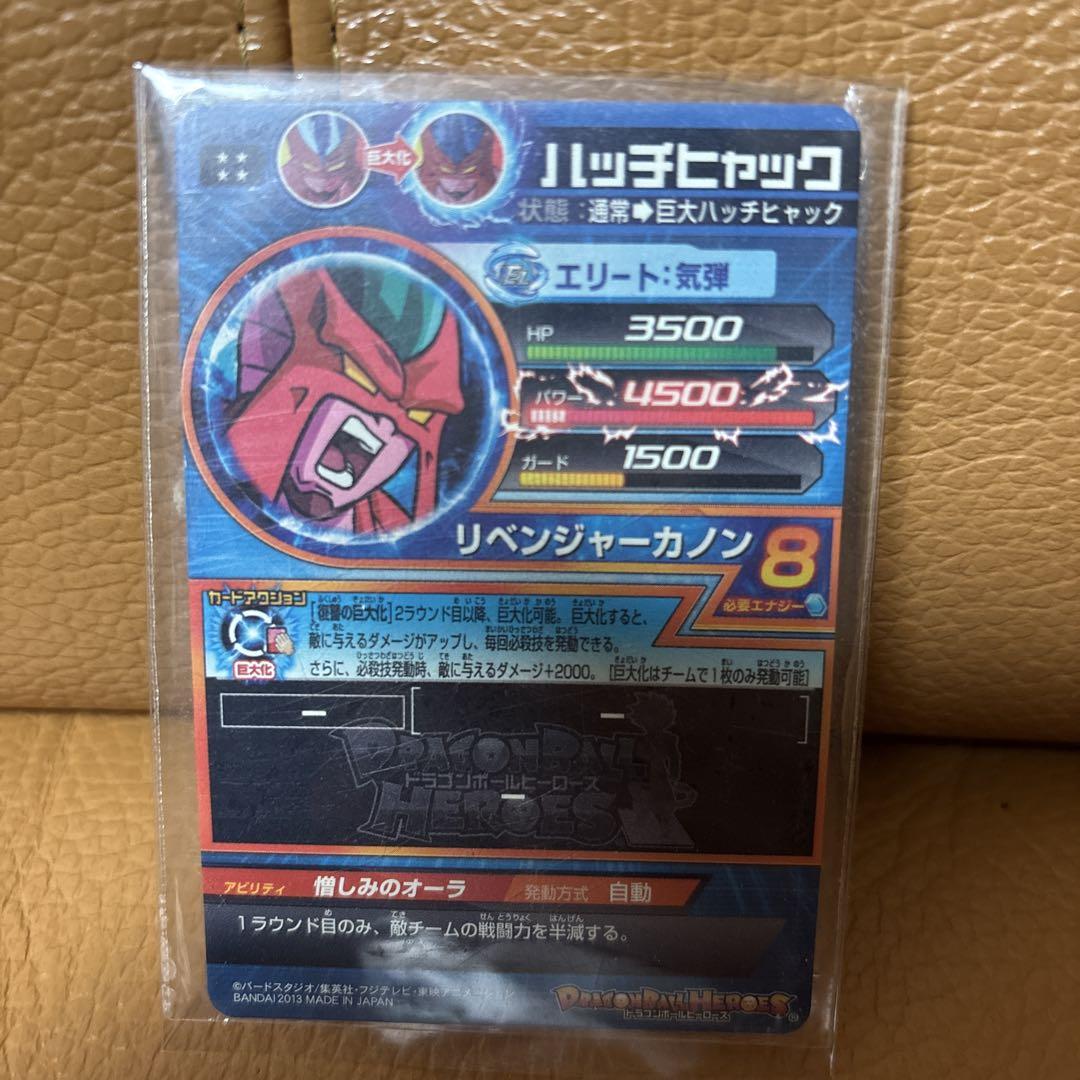 巨大化
ハッチヒャック
状態:通常➡巨大ハッチヒャック
EL エリート:気弾
HP 3500
パワー 4500
ガード 1500
リベンジャーカノン 8
必要エナジー
カードアクション
巨大化
[復讐の巨大化]2ラウンド目以降、巨大化可能。巨大化すると、
敵に与えるダメージがアップし、毎回必殺技を発動できる。
さらに、必殺技発動時、敵に与えるダメージ+2000。[巨大化はチームで1枚のみ発動可能]
DRAGONBALL
ドラゴンボールヒーローズ
HEROES
アビリティ 憎しみのオーラ 発動方式 自動
1ラウンド目のみ、敵チームの戦闘力を半減する。
©バードスタジオ/集英社・フジテレビ・東映アニメーション
BANDAI 2013 MADE IN JAPAN
DRAGONBALL HEROES
ドラゴンボールヒーローズ